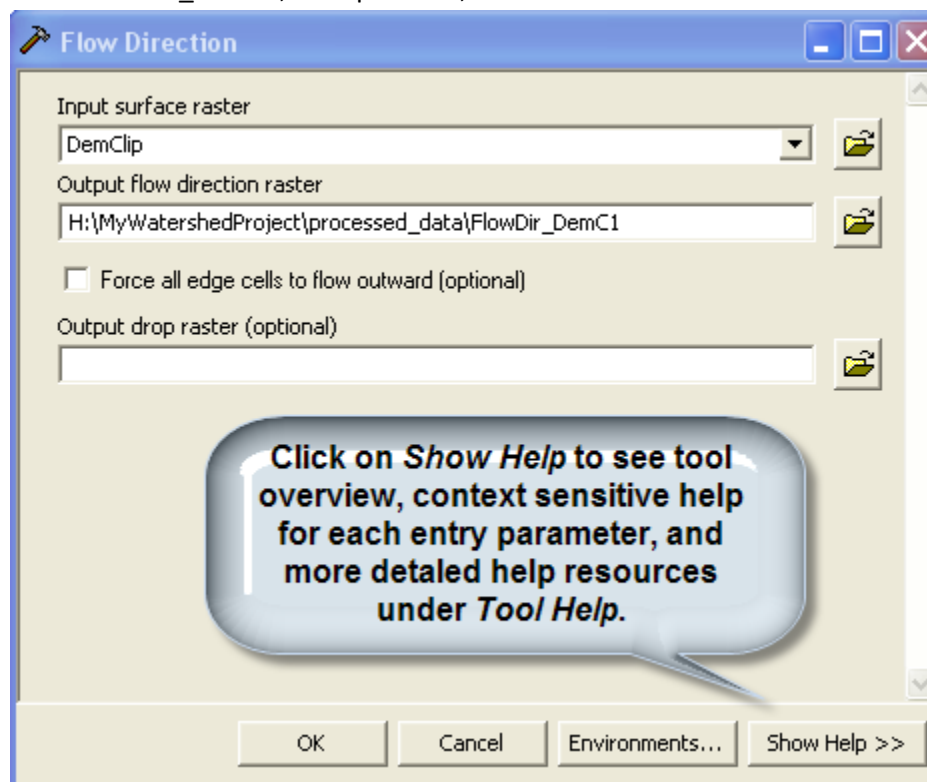 Flow Direction
Input surface raster
DemClip
Output flow direction raster
H:\MyWatershedProject\processed_data\FlowDir_DemC1
Force all edge cells to flow outward (optional)
Output drop raster (optional)
Click on Show Help to see tool
overview, context sensitive help
for each entry parameter, and
more detaled help resources
under Tool Help.
OK Cancel Environments... Show Help >>